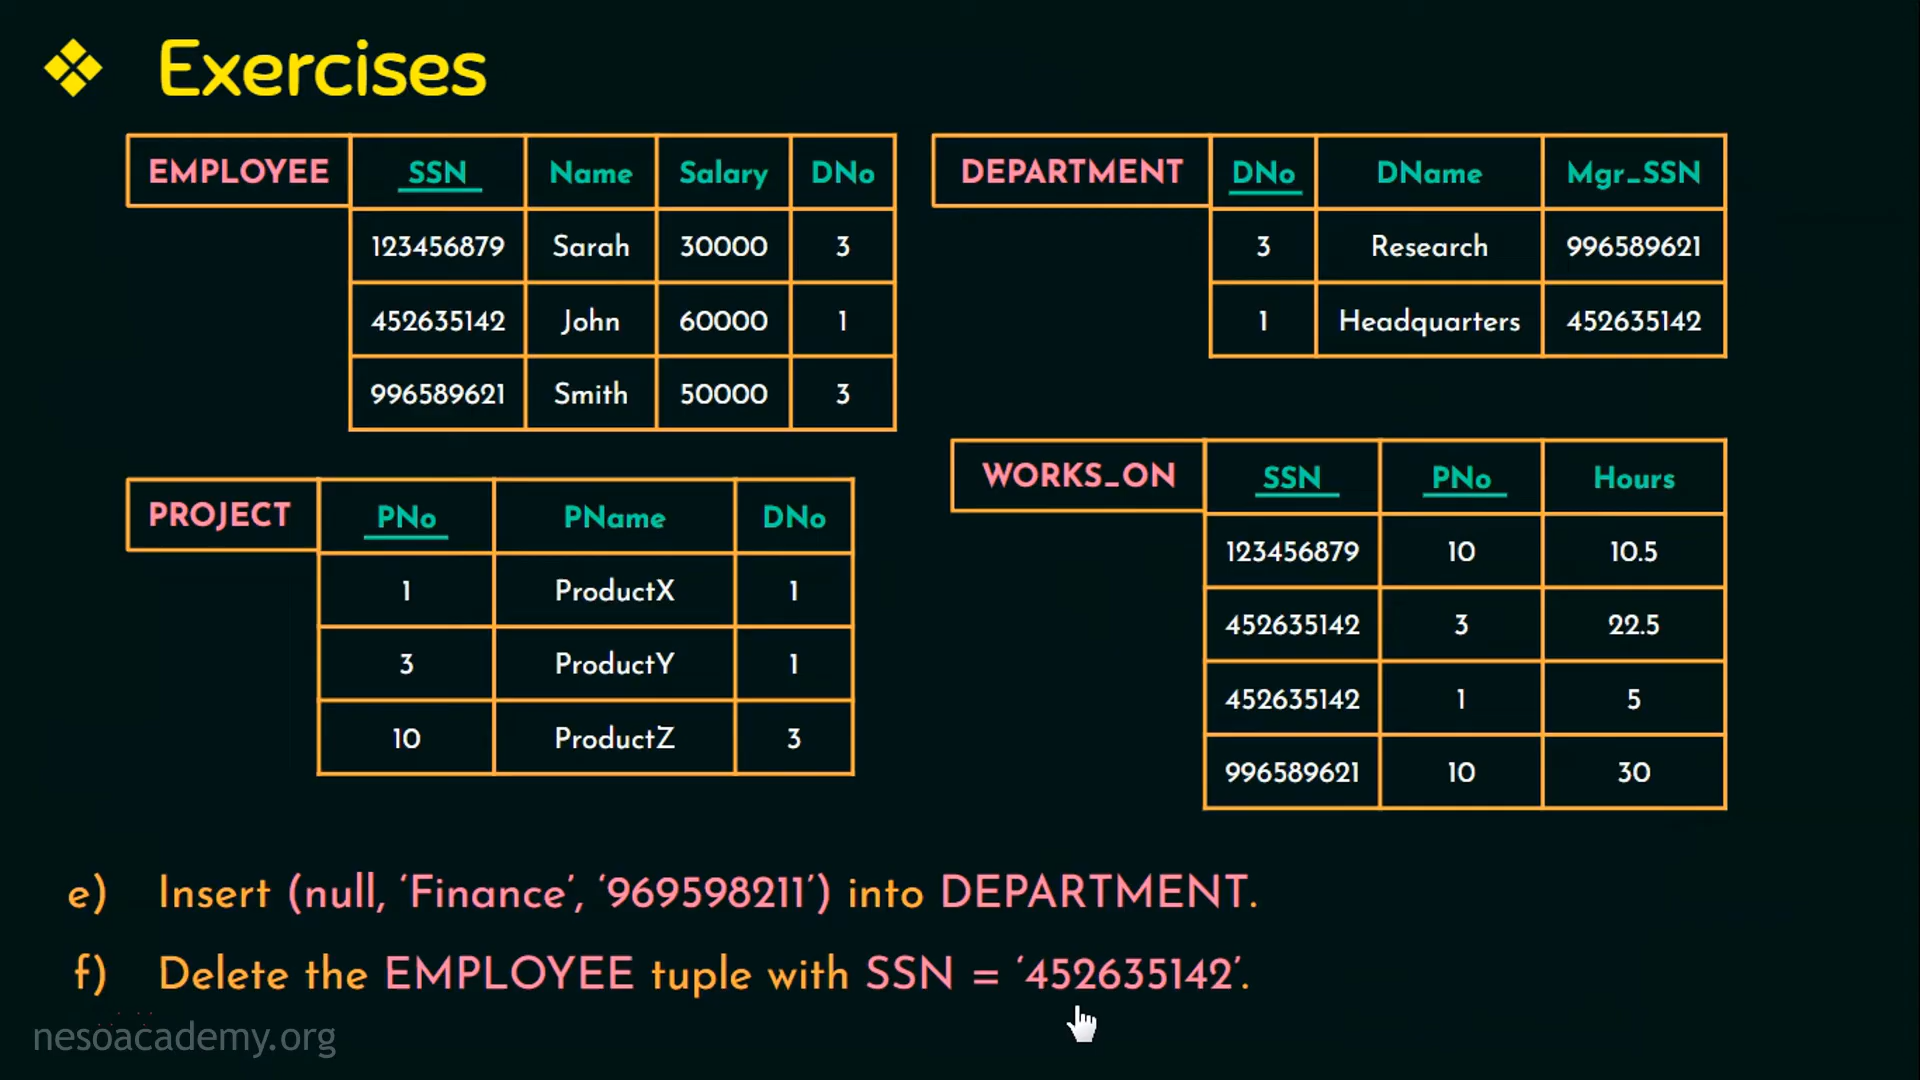 Exercises
EMPLOYEE SSN Name Salary DNo
123456879 Sarah 30000 3
452635142 John 60000 1
996589621 Smith 50000 3
DEPARTMENT DNo DName Mgr_SSN
3 Research 996589621
1 Headquarters 452635142
PROJECT PNo PName DNo
1 ProductX 1
3 ProductY 1
10 ProductZ 3
WORKS_ON SSN PNo Hours
123456879 10 10.5
452635142 3 22.5
452635142 1 5
996589621 10 30
e) Insert (null, ‘Finance’, ‘969598211’) into DEPARTMENT.
f) Delete the EMPLOYEE tuple with SSN = ‘452635142’.
nesoacademy.org